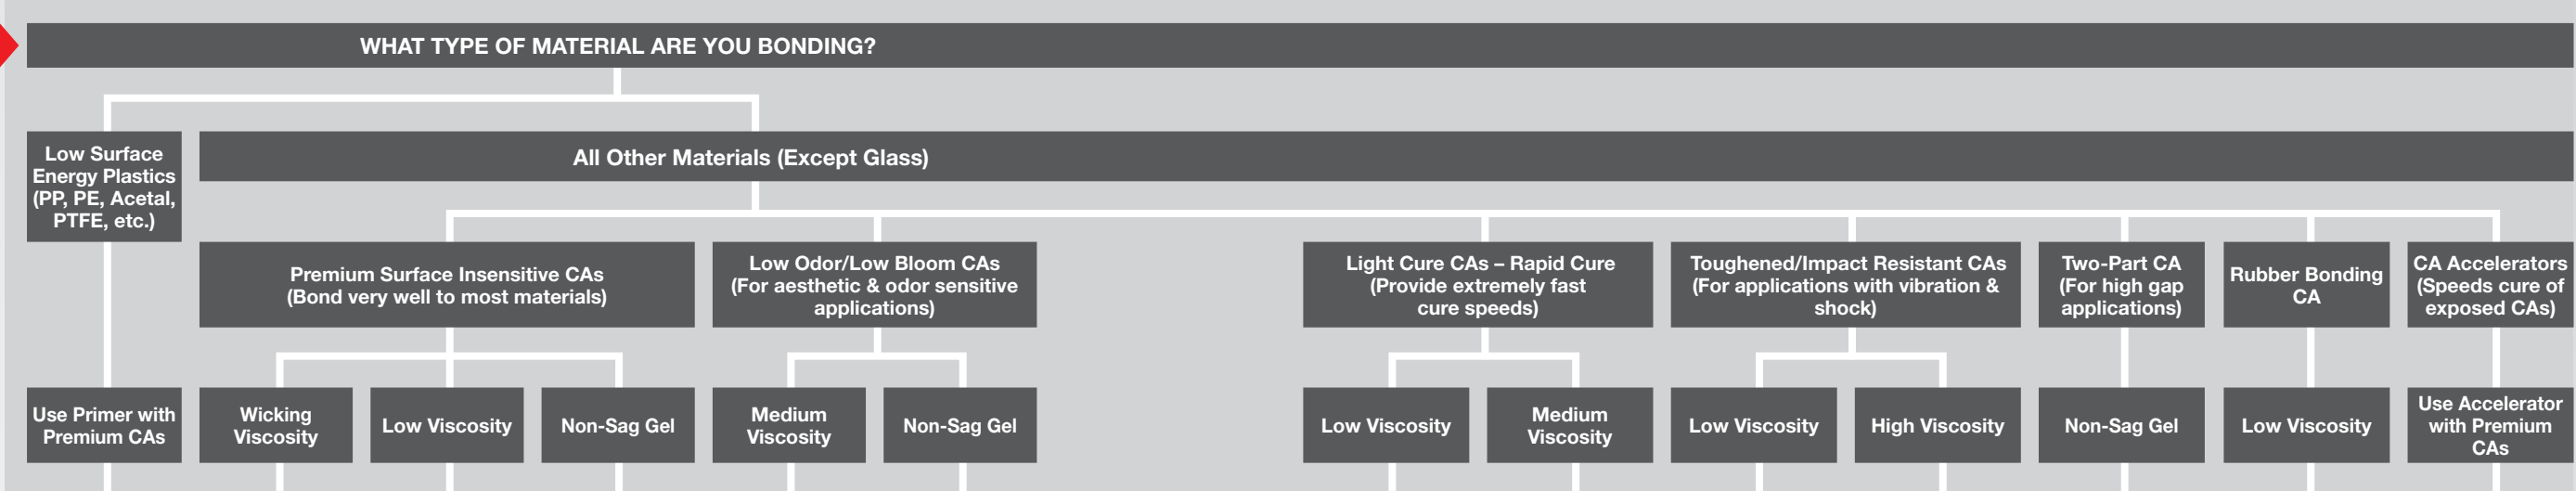 WHAT TYPE OF MATERIAL ARE YOU BONDING?
Low Surface
Energy Plastics
(PP, PE, Acetal,
PTFE, etc.)
All Other Materials (Except Glass)
Premium Surface Insensitive CAs
(Bond very well to most materials)
Low Odor/Low Bloom CAs
(For aesthetic & odor sensitive
applications)
Light Cure CAs – Rapid Cure
(Provide extremely fast
cure speeds)
Toughened/Impact Resistant CAs
(For applications with vibration &
shock)
Two-Part CA
(For high gap
applications)
Rubber Bonding
CA
CA Accelerators
(Speeds cure of
exposed CAs)
Use Primer with
Premium CAs
Wicking
Viscosity
Low Viscosity
Non-Sag Gel
Medium
Viscosity
Non-Sag Gel
Low Viscosity
Medium
Viscosity
Low Viscosity
High Viscosity
Non-Sag Gel
Low Viscosity
Use Accelerator
with Premium
CAs